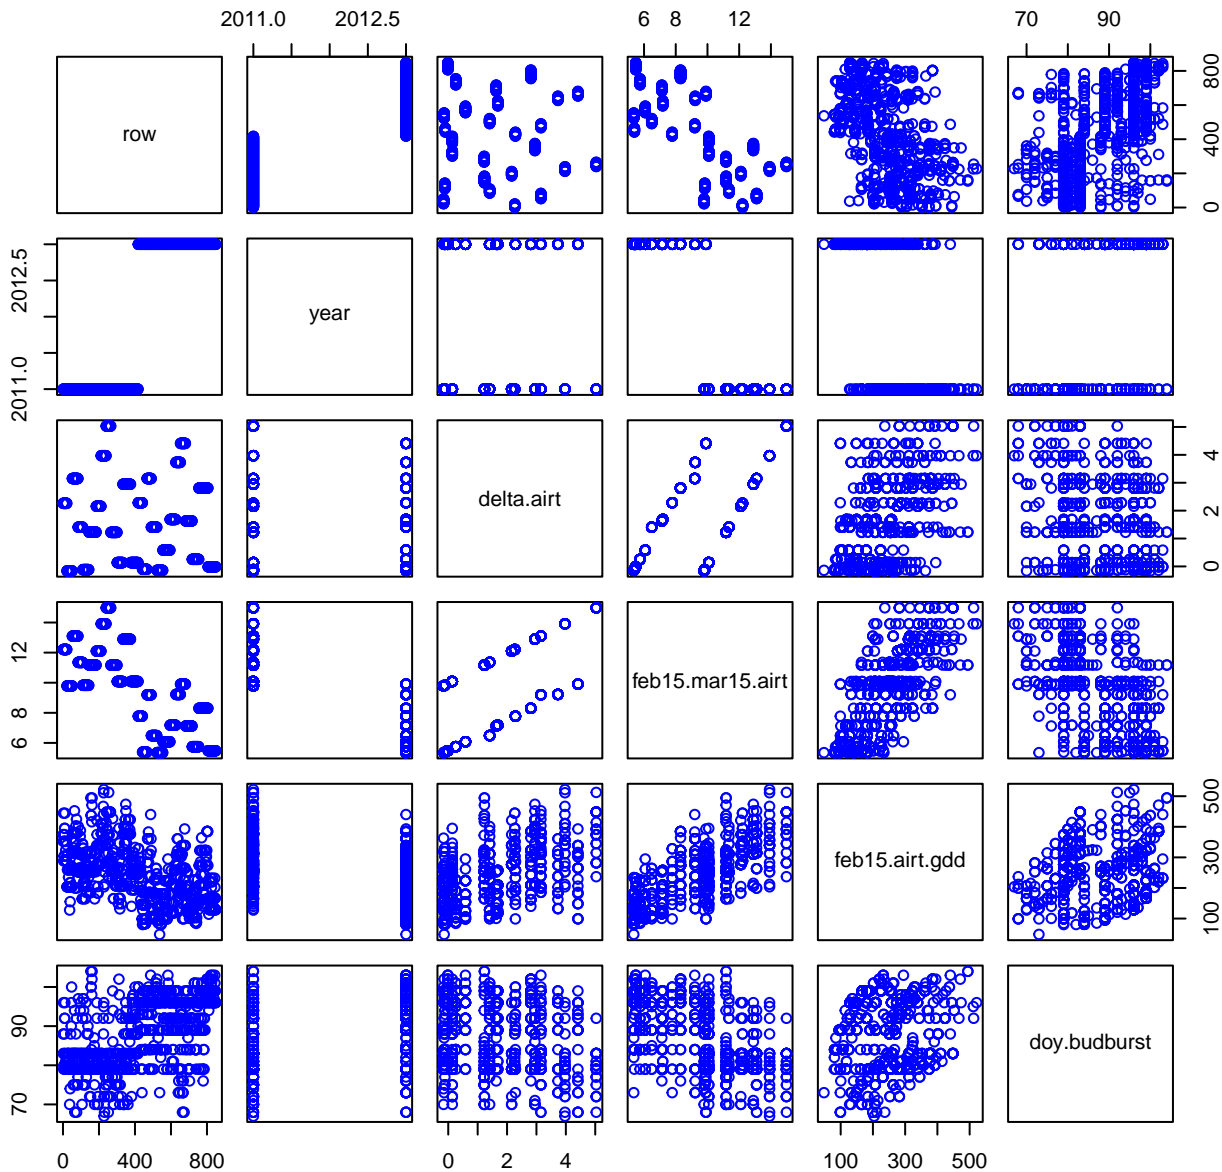 2011.0 2012.5 6 8 12 70 90
row 0 400 800
2011.0 2012.5 year
delta.airt 0 2 4
6 8 12 feb15.mar15.airt
feb15.airt.gdd 100 300 500
70 90 doy.budburst
0 400 800 0 2 4 100 300 500